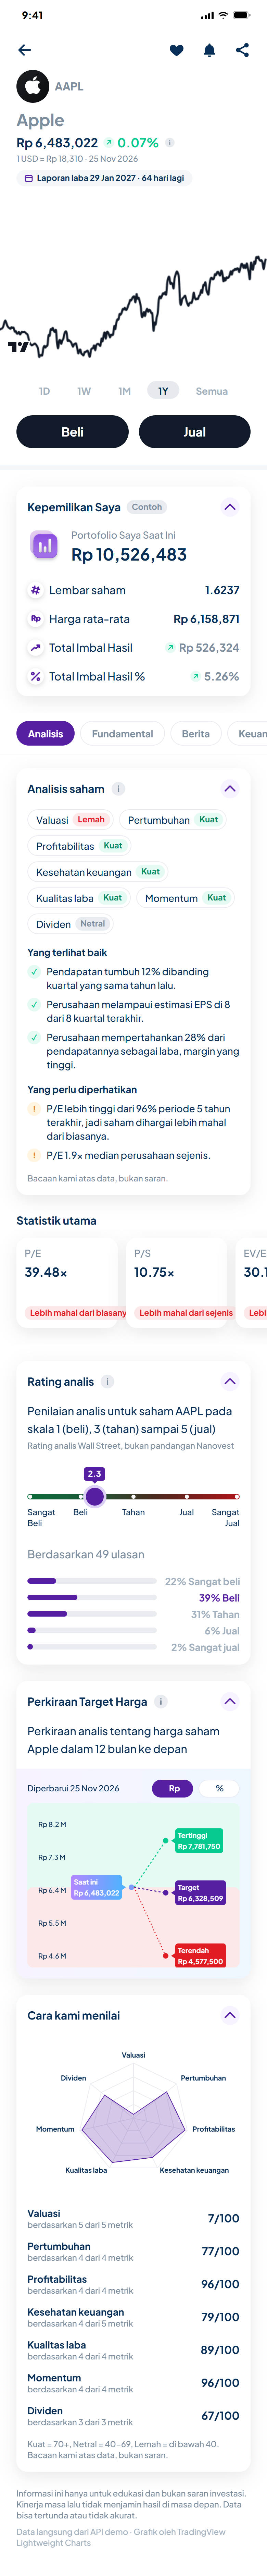 9:41
AAPL
Apple
Rp 6,483,022 0.07% i
1 USD = Rp 18,310 · 25 Nov 2026
Laporan laba 29 Jan 2027 · 64 hari lagi
1D 1W 1M 1Y Semua
Beli Jual
Kepemilikan Saya Contoh
Portofolio Saya Saat Ini
Rp 10,526,483
Lembar saham 1.6237
Rp Harga rata-rata Rp 6,158,871
Total Imbal Hasil Rp 526,324
Total Imbal Hasil % 5.26%
Analisis Fundamental Berita Keuan
Analisis saham i
Valuasi Lemah Pertumbuhan Kuat
Profitabilitas Kuat
Kesehatan keuangan Kuat
Kualitas laba Kuat Momentum Kuat
Dividen Netral
Yang terlihat baik
Pendapatan tumbuh 12% dibanding
kuartal yang sama tahun lalu.
Perusahaan melampaui estimasi EPS di 8
dari 8 kuartal terakhir.
Perusahaan mempertahankan 28% dari
pendapatannya sebagai laba, margin yang
tinggi.
Yang perlu diperhatikan
! P/E lebih tinggi dari 96% periode 5 tahun
terakhir, jadi saham dihargai lebih mahal
dari biasanya.
! P/E 1.9× median perusahaan sejenis.
Bacaan kami atas data, bukan saran.
Statistik utama
P/E P/S EV/E
39.48× 10.75× 30.1
Lebih mahal dari biasany Lebih mahal dari sejenis Lebi
Rating analis i
Penilaian analis untuk saham AAPL pada
skala 1 (beli), 3 (tahan) sampai 5 (jual)
Rating analis Wall Street, bukan pandangan Nanovest
2.3
Sangat Beli Beli Tahan Jual Sangat Jual
Berdasarkan 49 ulasan
22% Sangat beli
39% Beli
31% Tahan
6% Jual
2% Sangat jual
Perkiraan Target Harga i
Perkiraan analis tentang harga saham
Apple dalam 12 bulan ke depan
Diperbarui 25 Nov 2026 Rp %
Rp 8.2 M
Tertinggi
Rp 7,781,750
Rp 7.3 M
Rp 6.4 M
Saat ini
Rp 6,483,022
Target
Rp 6,328,509
Rp 5.5 M
Rp 4.6 M
Terendah
Rp 4,577,500
Cara kami menilai
Valuasi
Dividen Pertumbuhan
Momentum Profitabilitas
Kualitas laba Kesehatan keuangan
Valuasi 7/100
berdasarkan 5 dari 5 metrik
Pertumbuhan 77/100
berdasarkan 4 dari 4 metrik
Profitabilitas 96/100
berdasarkan 4 dari 4 metrik
Kesehatan keuangan 79/100
berdasarkan 4 dari 5 metrik
Kualitas laba 89/100
berdasarkan 4 dari 4 metrik
Momentum 96/100
berdasarkan 4 dari 4 metrik
Dividen 67/100
berdasarkan 3 dari 3 metrik
Kuat = 70+, Netral = 40–69, Lemah = di bawah 40.
Bacaan kami atas data, bukan saran.
Informasi ini hanya untuk edukasi dan bukan saran investasi.
Kinerja masa lalu tidak menjamin hasil di masa depan. Data
bisa tertunda atau tidak akurat.
Data langsung dari API demo · Grafik oleh TradingView
Lightweight Charts